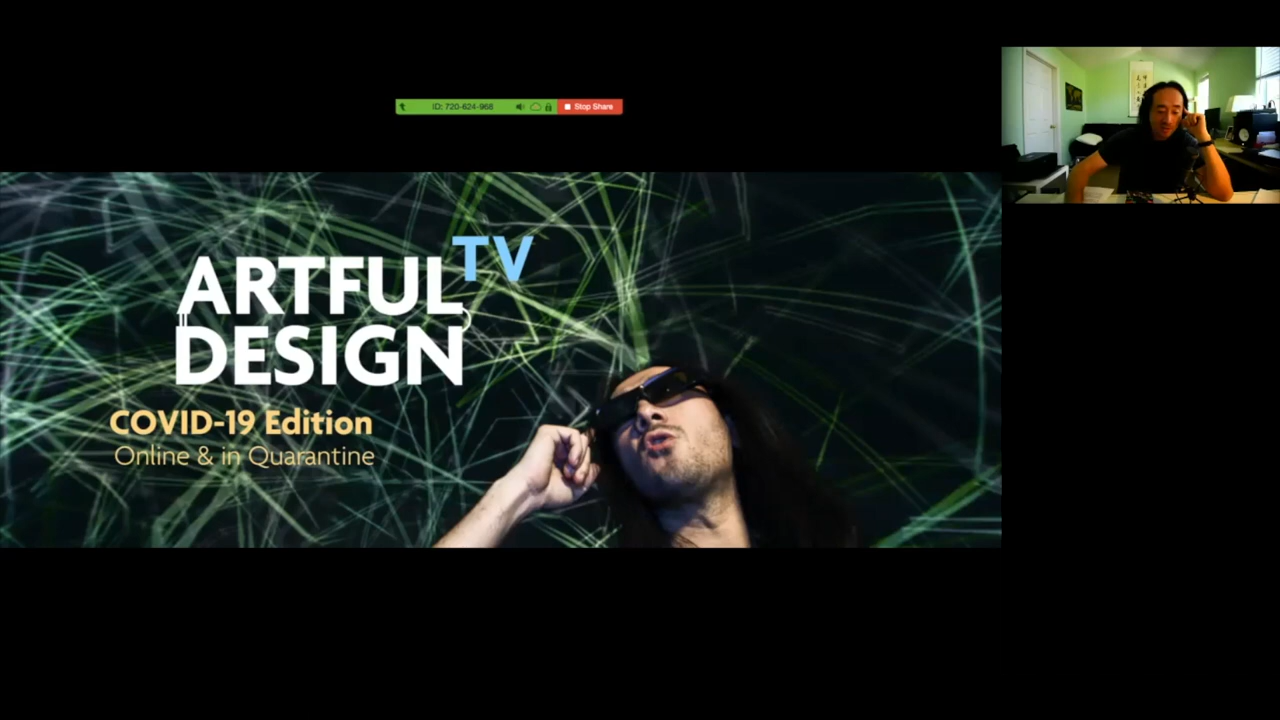 ID: 720-624-968
Stop Share
ARTFUL TV
DESIGN
COVID-19 Edition
Online & in Quarantine